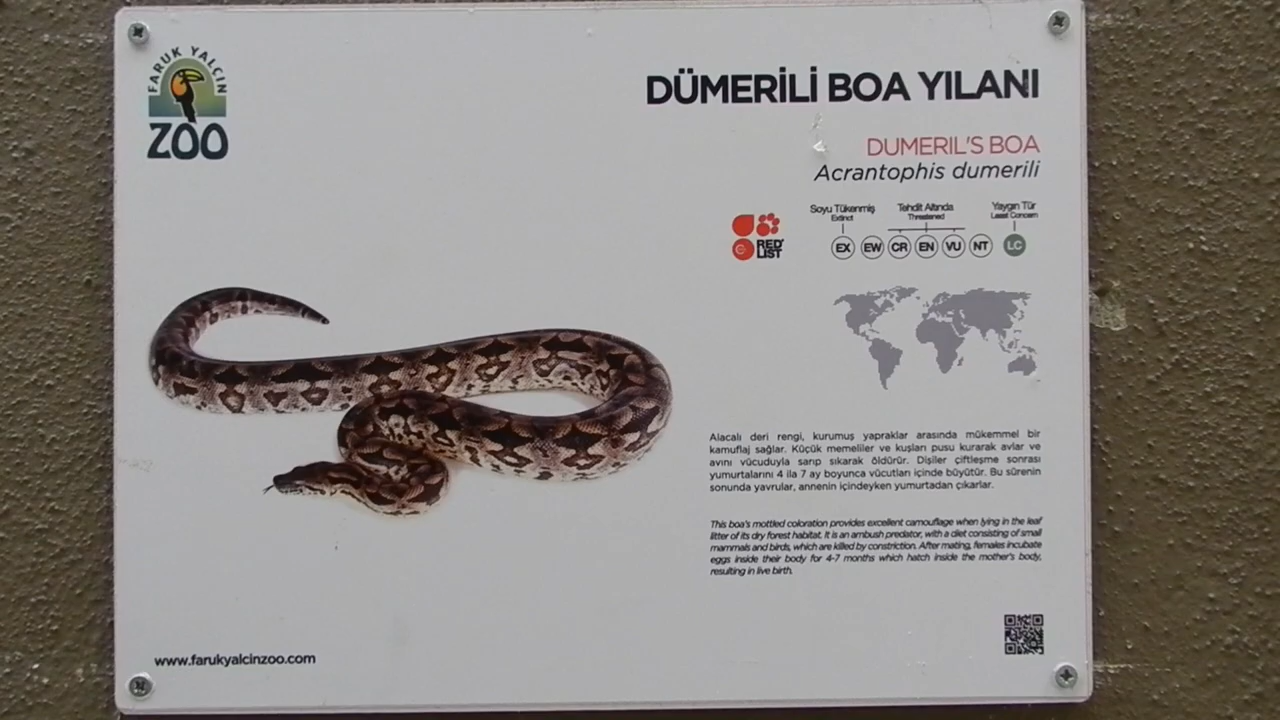 FARUK YALÇIN
ZOO
DÜMERİLİ BOA YILANI
DUMERIL'S BOA
Acrantophis dumerili
Soyu Tükenmiş
Extinct
Tehdit Altında
Threatened
Yaygın Tür
Least Concern
RED
LIST
EX EW CR EN VU NT LC
Alacalı deri rengi, kurumuş yapraklar arasında mükemmel bir
kamuflaj sağlar. Küçük memeliler ve kuşları pusu kurarak avlar ve
avını vücuduyla sarıp sıkarak öldürür. Dişiler çiftleşme sonrası
yumurtalarını 4 ila 7 ay boyunca vücutları içinde büyütür. Bu sürenin
sonunda yavrular, annenin içindeyken yumurtadan çıkarlar.
This boa's mottled coloration provides excellent camouflage when lying in the leaf
litter of its dry forest habitat. It is an ambush predator, with a diet consisting of small
mammals and birds, which are killed by constriction. After mating, females incubate
eggs inside their body for 4-7 months which hatch inside the mother's body,
resulting in live birth.
www.farukyalcinzoo.com